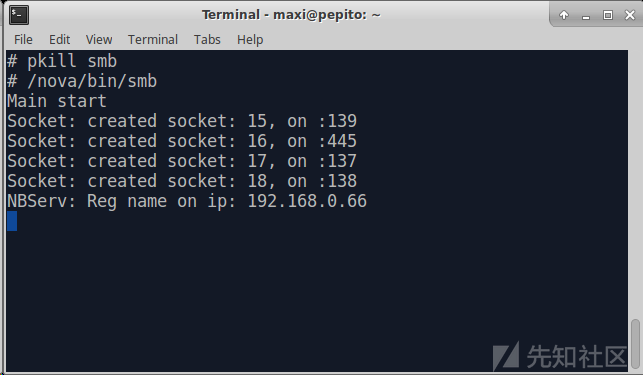 Terminal - maxi@pepito: ~
File Edit View Terminal Tabs Help
# pkill smb
# /nova/bin/smb
Main start
Socket: created socket: 15, on :139
Socket: created socket: 16, on :445
Socket: created socket: 17, on :137
Socket: created socket: 18, on :138
NBServ: Reg name on ip: 192.168.0.66
先知社区